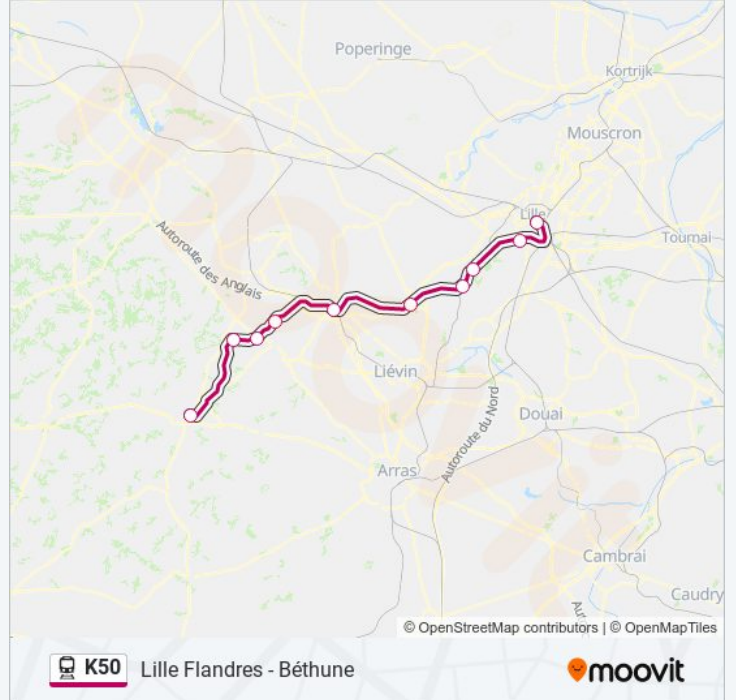 Poperinge
Kortrijk
Mouscron
Lille
Tournai
Autoroute des Anglais
Liévin
Douai
Autoroute du Nord
Arras
Cambrai
Caudry
Aut
© OpenStreetMap contributors | © OpenMapTiles
K50 Lille Flandres - Béthune
moovit